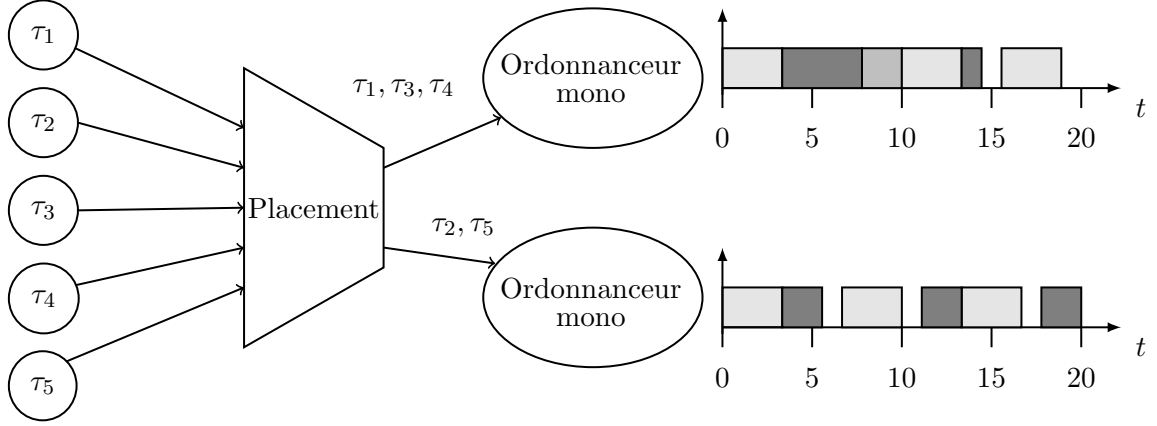 τ1
τ2
τ3
τ4
τ5
Placement
τ1, τ3, τ4
τ2, τ5
Ordonnanceur
mono
0 5 10 15 20
t
Ordonnanceur
mono
0 5 10 15 20
t